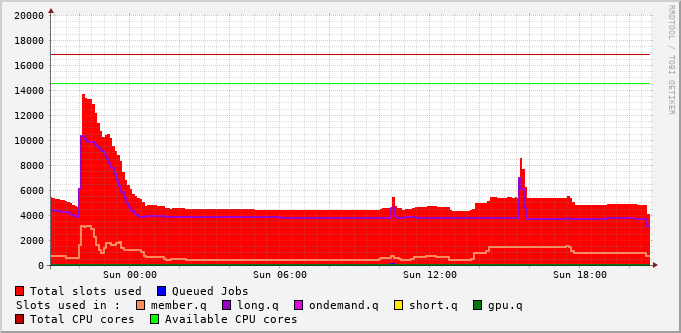 RRDTOOL / TOBI OETIKER
20000
18000
16000
14000
12000
10000
8000
6000
4000
2000
0
Sun 00:00 Sun 06:00 Sun 12:00 Sun 18:00
Total slots used Queued Jobs
Slots used in : member.q long.q ondemand.q short.q gpu.q
Total CPU cores Available CPU cores